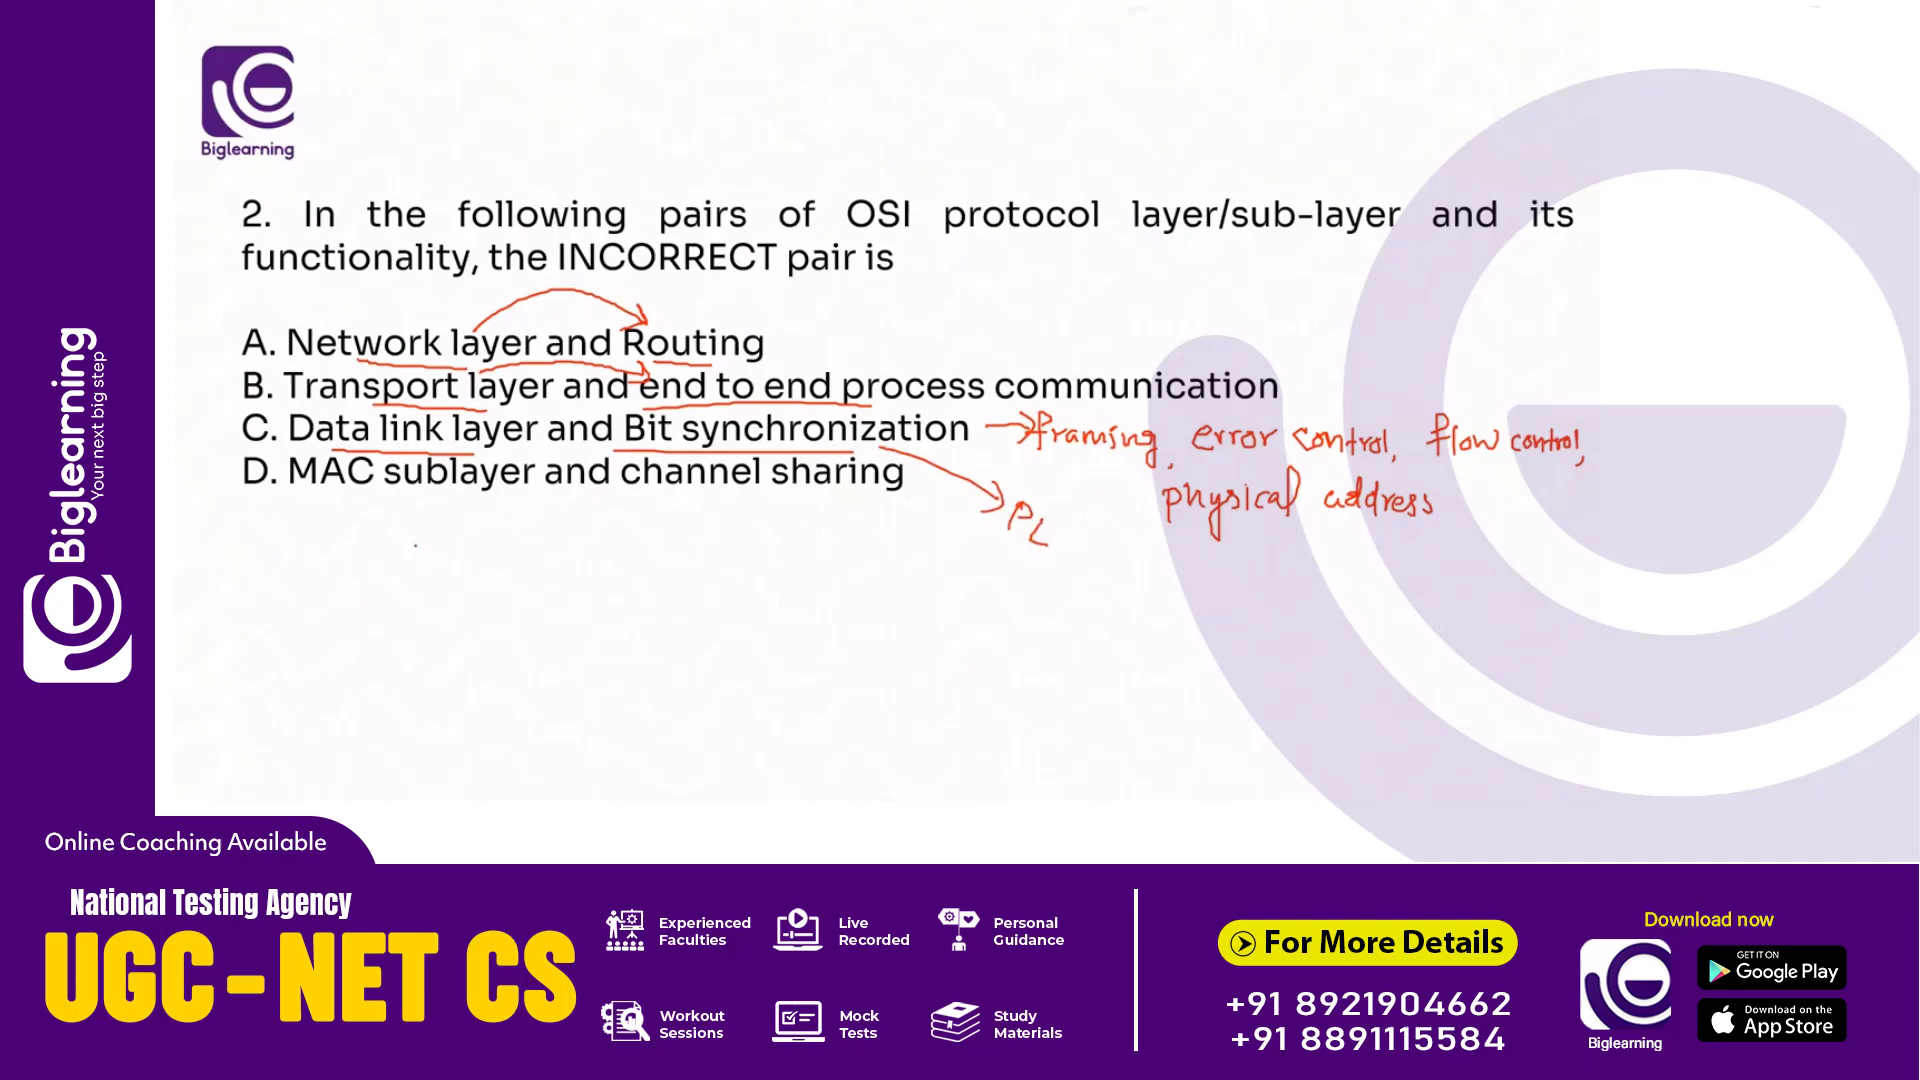 Biglearning
2. In the following pairs of OSI protocol layer/sub-layer and its
functionality, the INCORRECT pair is
A. Network layer and Routing
B. Transport layer and end to end process communication
C. Data link layer and Bit synchronization
framing, error control, flow control,
physical address
D. MAC sublayer and channel sharing
PL
Biglearning
Your next big step
Online Coaching Available
National Testing Agency
UGC-NET CS
Experienced
Faculties
Live
Recorded
Personal
Guidance
Workout
Sessions
Mock
Tests
Study
Materials
For More Details
+91 8921904662
+91 8891115584
Download now
Biglearning
GET IT ON
Google Play
Download on the
App Store